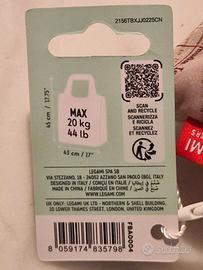 2156TBXJJ0225CN
MAX
20 kg
44 lb
45 cm / 17.75"
43 cm / 17"
SCAN
AND RECYCLE
SCANNERIZZA
E RICICLA
SCANNEZ
ET RECYCLEZ
LEGAMI SPA SB
VIA STEZZANO, 18 - 24052 AZZANO SAN PAOLO (BG), ITALY
DESIGNED IN ITALY / CONÇU EN ITALIE /
MADE IN CHINA / FABRIQUÉ EN CHINE /
WWW.LEGAMI.COM
UK ONLY: LEGAMI UK LTD - NORTHERN & SHELL BUILDING,
10 LOWER THAMES STREET, LONDON, UNITED KINGDOM
FBA0004
8 059174 835798
subito